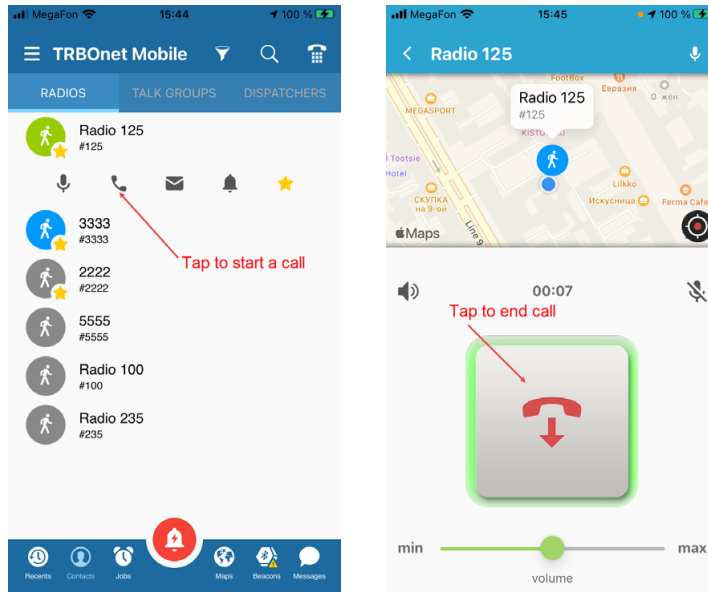 MegaFon 15:44 100 %
TRBOnet Mobile
RADIOS TALK GROUPS DISPATCHERS
Radio 125
#125
3333
#3333
Tap to start a call
2222
#2222
5555
#5555
Radio 100
#100
Radio 235
#235
Recents Contacts Jobs Maps Beacons Messages
MegaFon 15:45 100 %
Radio 125
FootBox
Евразия
О. жен
MEGASPORT
Radio 125
#125
Tootsie
Hotel
Lilkko
СКУПКА
на 9-ой
Искусница
Ferma Cafe
Line 9
Maps
00:07
Tap to end call
min max
volume